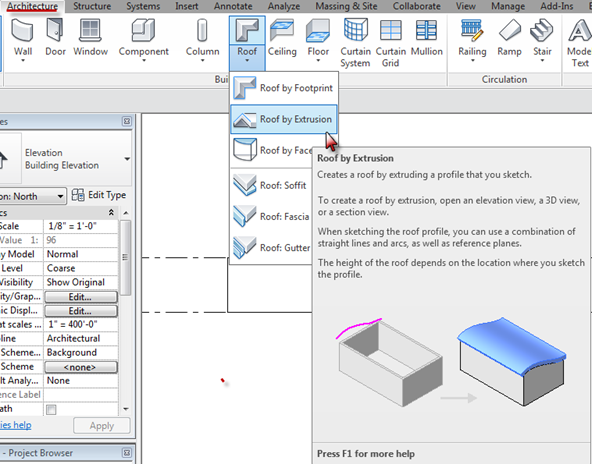 Architecture Structure Systems Insert Annotate Analyze Massing & Site Collaborate View Manage Add-Ins
Wall Door Window Component Column Roof Ceiling Floor Curtain System Curtain Grid Mullion Railing Ramp Stair Mode
Text
Bui
Circulation
Roof by Footprint
Roof by Extrusion
Roof by Face
Roof: Soffit
Roof: Fascia
Roof: Gutter
Roof by Extrusion
Creates a roof by extruding a profile that you sketch.
To create a roof by extrusion, open an elevation view, a 3D view,
or a section view.
When sketching the roof profile, you can use a combination of
straight lines and arcs, as well as reference planes.
The height of the roof depends on the location where you sketch
the profile.
Press F1 for more help
es
Elevation
Building Elevation
on: North Edit Type
cs
Scale 1/8" = 1'-0"
Value 1: 96
ay Model Normal
Level Coarse
Visibility Show Original
ity/Grap... Edit...
ic Displ... Edit...
at scales ... 1" = 400'-0"
pline Architectural
Scheme... Background
Scheme <none>
lt Analy... None
rence Label
ath
ies help Apply
- Project Browser